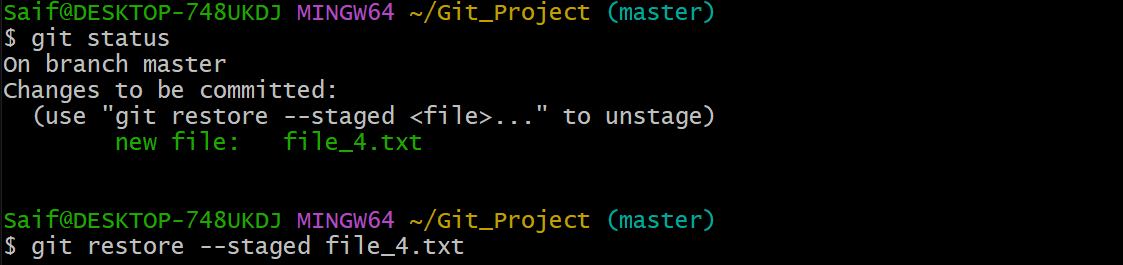 Saif@DESKTOP-748UKDJ MINGW64 ~/Git_Project (master)
$ git status
On branch master
Changes to be committed:
  (use "git restore --staged <file>..." to unstage)
        new file:   file_4.txt

Saif@DESKTOP-748UKDJ MINGW64 ~/Git_Project (master)
$ git restore --staged file_4.txt